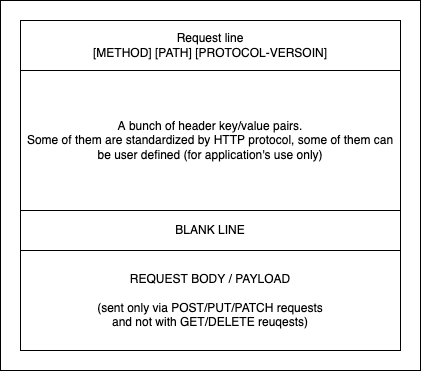 Request line
[METHOD] [PATH] [PROTOCOL-VERSOIN]
A bunch of header key/value pairs.
Some of them are standardized by HTTP protocol, some of them can
be user defined (for application's use only)
BLANK LINE
REQUEST BODY / PAYLOAD
(sent only via POST/PUT/PATCH requests
and not with GET/DELETE reuqests)